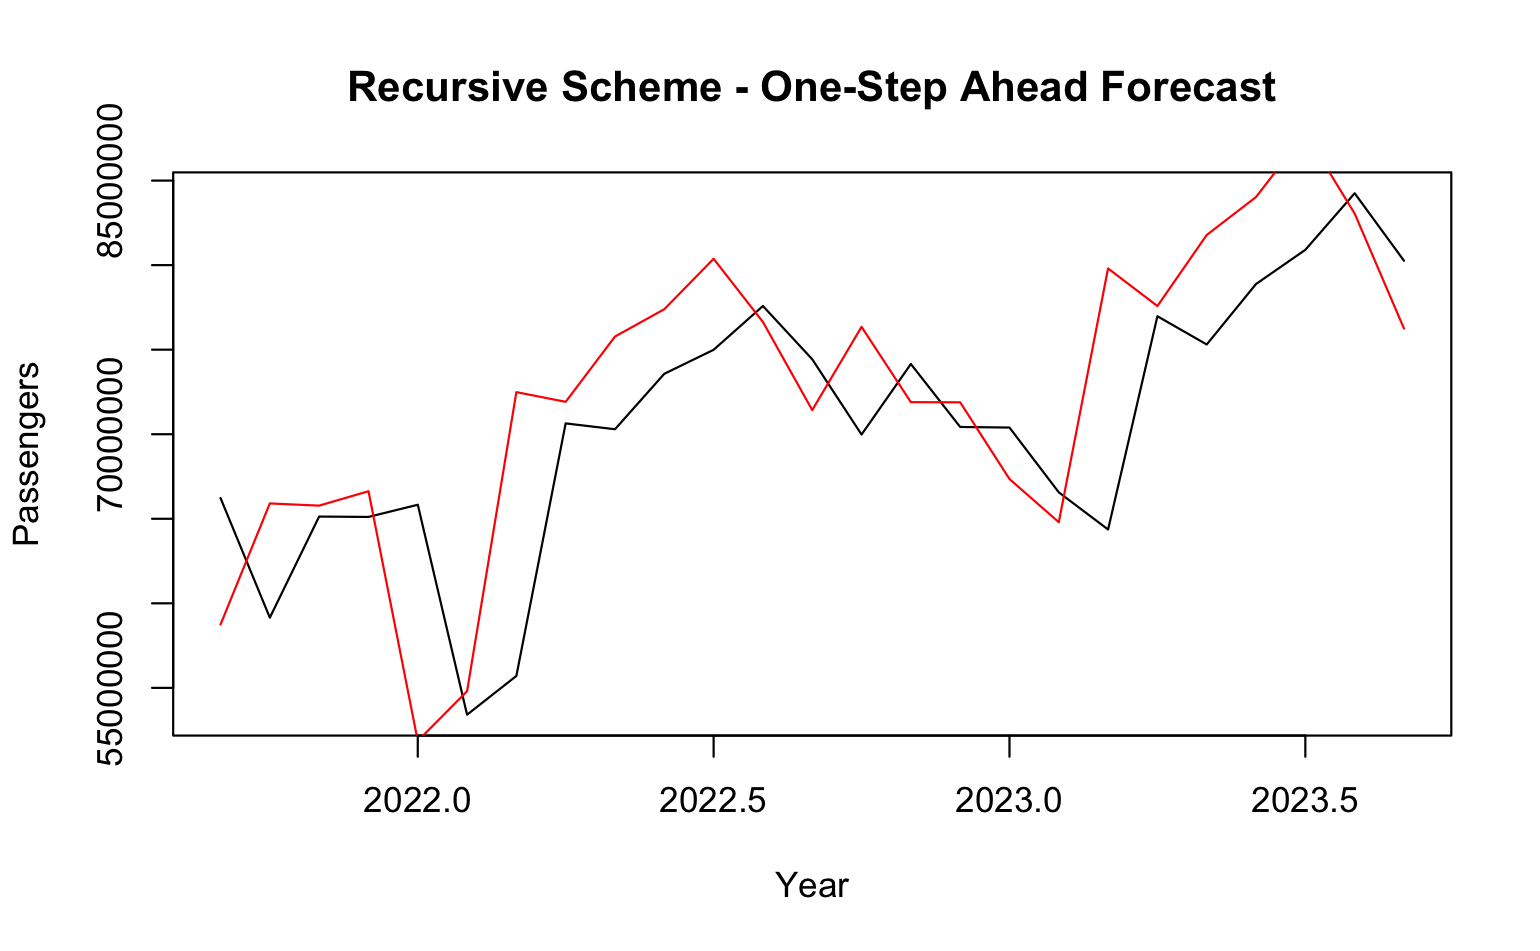 Recursive Scheme - One-Step Ahead Forecast
Passengers
85000000
70000000
55000000
2022.0 2022.5 2023.0 2023.5
Year